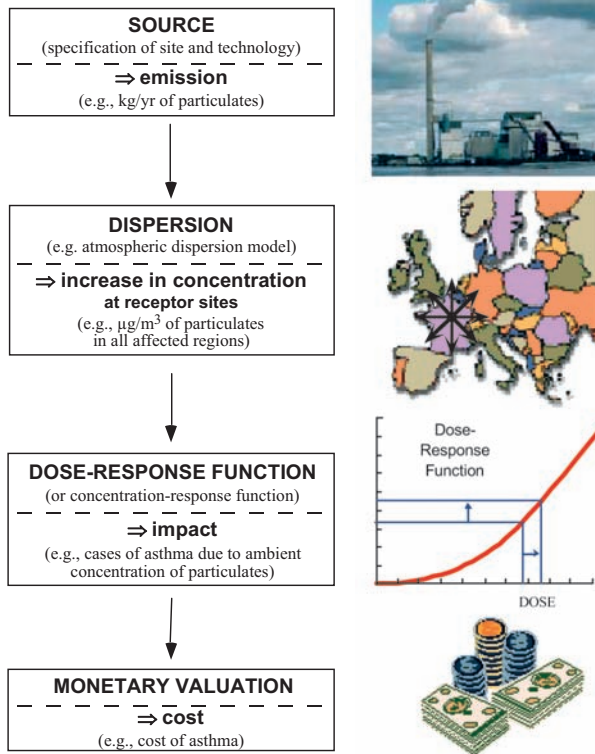 SOURCE
(specification of site and technology)
⇒ emission
(e.g., kg/yr of particulates)
DISPERSION
(e.g. atmospheric dispersion model)
⇒ increase in concentration
at receptor sites
(e.g., µg/m³ of particulates
in all affected regions)
DOSE-RESPONSE FUNCTION
(or concentration-response function)
⇒ impact
(e.g., cases of asthma due to ambient
concentration of particulates)
MONETARY VALUATION
⇒ cost
(e.g., cost of asthma)
Dose-
Response
Function
DOSE